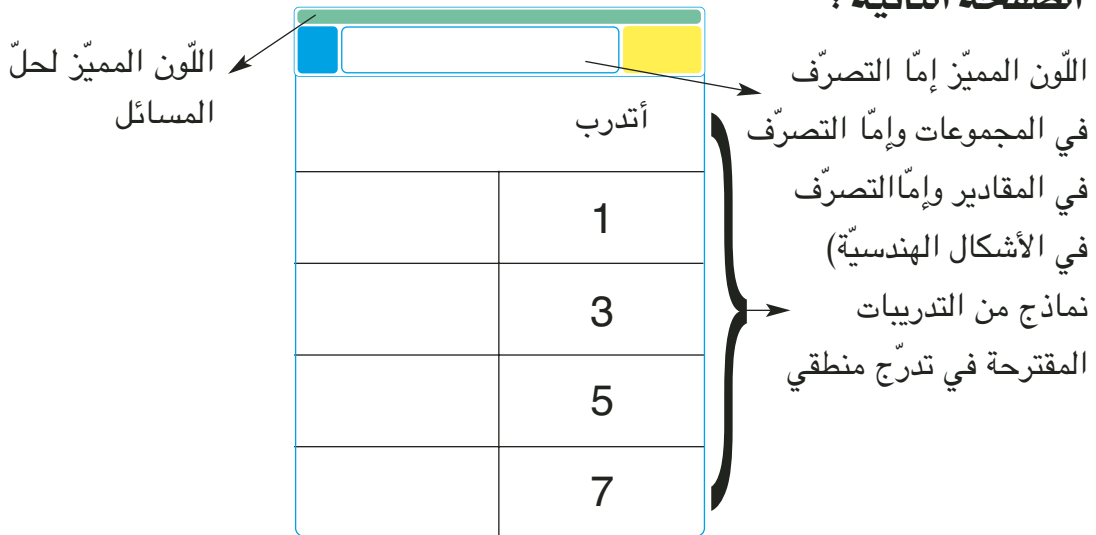 الصفحة الثانية :
اللّون المميّز إمّا التصرّف
في المجموعات وإمّا التصرّف
في المقادير وإمّاالتصرّف
في الأشكال الهندسيّة)
نماذج من التدريبات
المقترحة في تدرّج منطقي
أتدرب
1
3
5
7
اللّون المميّز لحلّ
المسائل